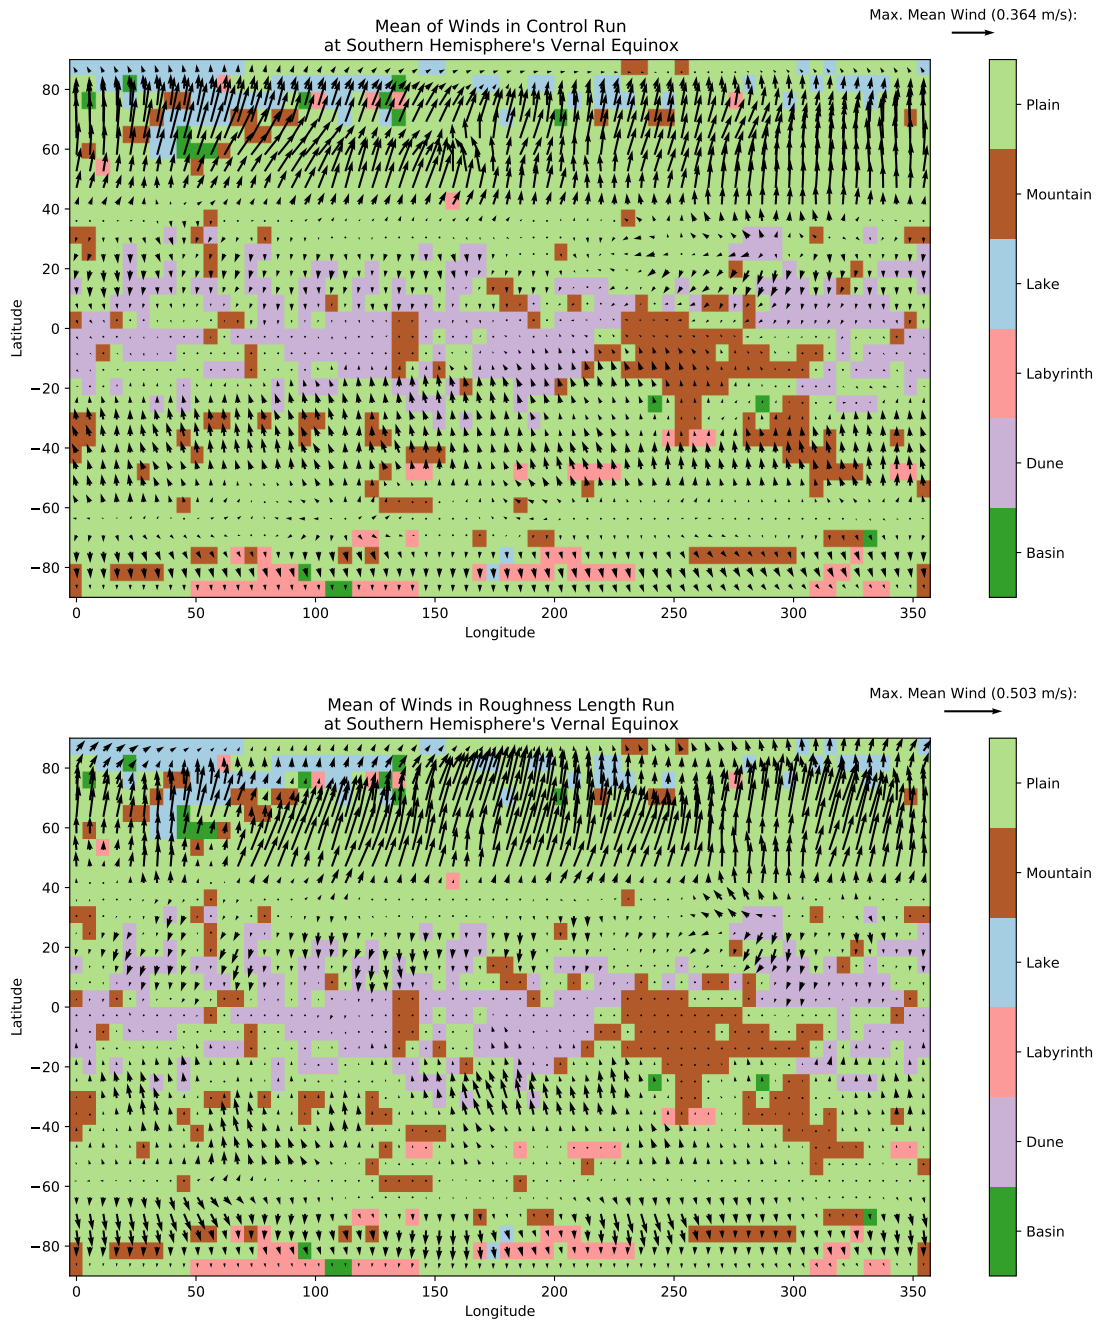 Max. Mean Wind (0.364 m/s):
Mean of Winds in Control Run
at Southern Hemisphere's Vernal Equinox
80
60
40
20
0
−20
−40
−60
−80
Latitude
0 50 100 150 200 250 300 350
Longitude
Plain
Mountain
Lake
Labyrinth
Dune
Basin
Max. Mean Wind (0.503 m/s):
Mean of Winds in Roughness Length Run
at Southern Hemisphere's Vernal Equinox
80
60
40
20
0
−20
−40
−60
−80
Latitude
0 50 100 150 200 250 300 350
Longitude
Plain
Mountain
Lake
Labyrinth
Dune
Basin